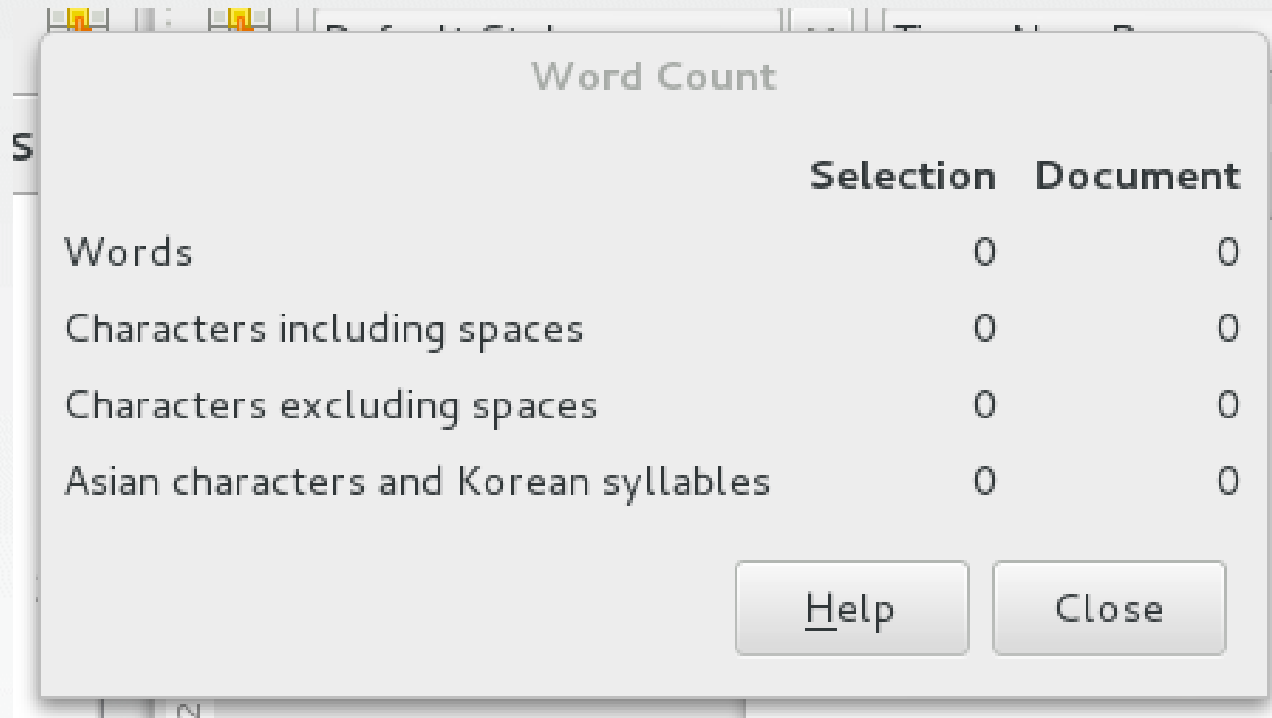 Word Count
Selection Document
Words 0 0
Characters including spaces 0 0
Characters excluding spaces 0 0
Asian characters and Korean syllables 0 0
Help Close
2